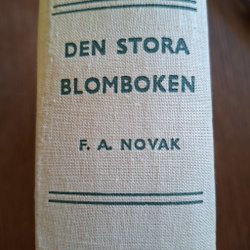 DEN STORA
BLOMBOKEN
F. A. NOVAK